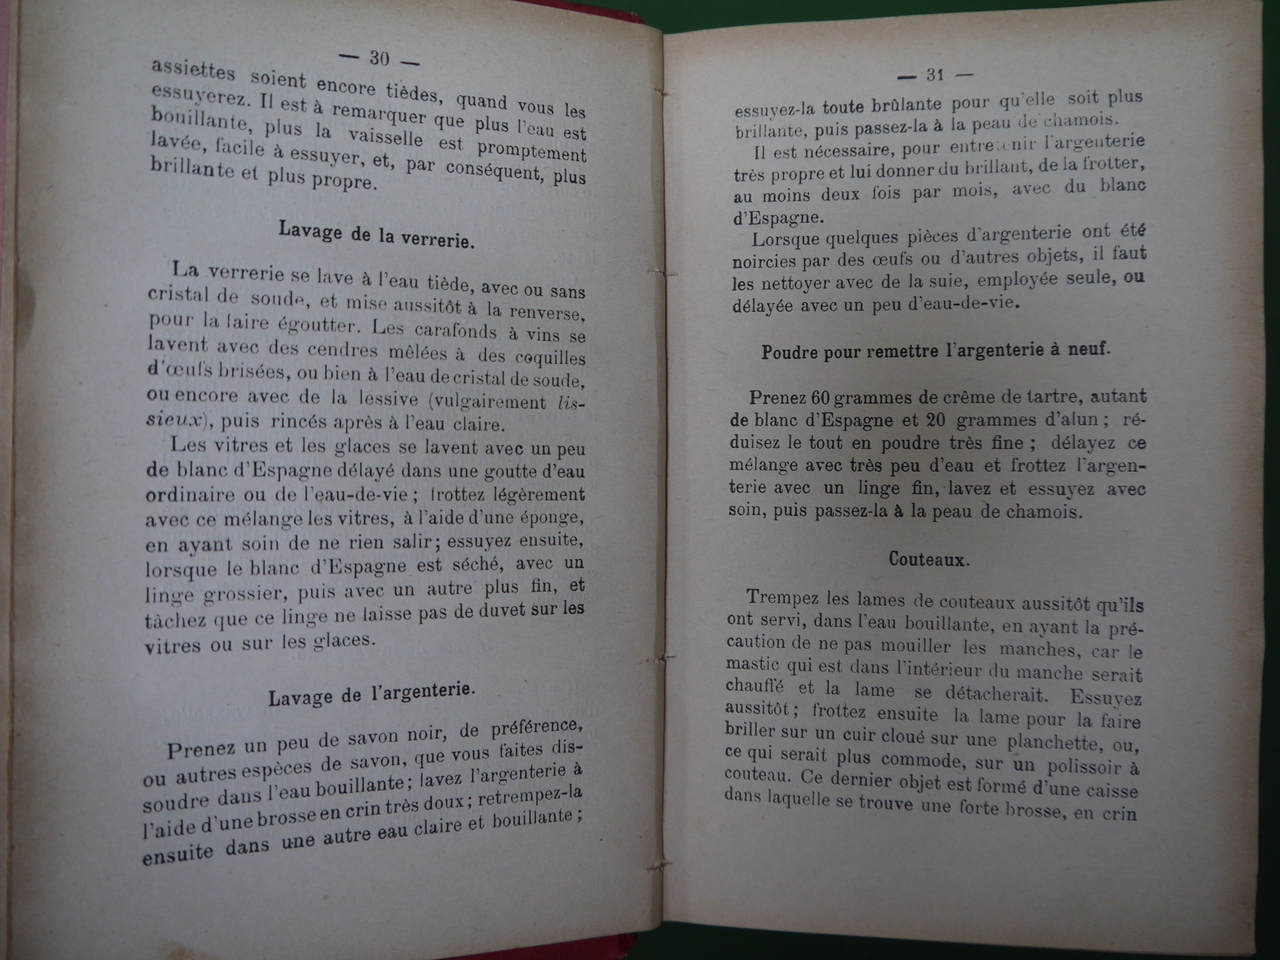 — 30 —
assiettes soient encore tièdes, quand vous les
essuyerez. Il est à remarquer que plus l'eau est
bouillante, plus la vaisselle est promptement
lavée, facile à essuyer, et, par conséquent, plus
brillante et plus propre.
Lavage de la verrerie.
La verrerie se lave à l'eau tiède, avec ou sans
cristal de soude, et mise aussitôt à la renverse,
pour la faire égoutter. Les carafonds à vins se
lavent avec des cendres mêlées à des coquilles
d'œufs brisées, ou bien à l'eau de cristal de soude,
ou encore avec de la lessive (vulgairement lis-
sieux), puis rincés après à l'eau claire.
Les vitres et les glaces se lavent avec un peu
de blanc d'Espagne délayé dans une goutte d'eau
ordinaire ou de l'eau-de-vie ; frottez légèrement
avec ce mélange les vitres, à l'aide d'une éponge,
en ayant soin de ne rien salir ; essuyez ensuite,
lorsque le blanc d'Espagne est séché, avec un
linge grossier, puis avec un autre plus fin, et
tâchez que ce linge ne laisse pas de duvet sur les
vitres ou sur les glaces.
Lavage de l'argenterie.
Prenez un peu de savon noir, de préférence,
ou autres espèces de savon, que vous faites dis-
soudre dans l'eau bouillante ; lavez l'argenterie à
l'aide d'une brosse en crin très doux ; retrempez-la
ensuite dans une autre eau claire et bouillante ;
— 31 —
essuyez-la toute brûlante pour qu'elle soit plus
brillante, puis passez-la à la peau de chamois.
Il est nécessaire, pour entretenir l'argenterie
très propre et lui donner du brillant, de la frotter,
au moins deux fois par mois, avec du blanc
d'Espagne.
Lorsque quelques pièces d'argenterie ont été
noircies par des œufs ou d'autres objets, il faut
les nettoyer avec de la suie, employée seule, ou
délayée avec un peu d'eau-de-vie.
Poudre pour remettre l'argenterie à neuf.
Prenez 60 grammes de crême de tartre, autant
de blanc d'Espagne et 20 grammes d'alun ; ré-
duisez le tout en poudre très fine ; délayez ce
mélange avec très peu d'eau et frottez l'argen-
terie avec un linge fin, lavez et essuyez avec
soin, puis passez-la à la peau de chamois.
Couteaux.
Trempez les lames de couteaux aussitôt qu'ils
ont servi, dans l'eau bouillante, en ayant la pré-
caution de ne pas mouiller les manches, car le
mastic qui est dans l'intérieur du manche serait
chauffé et la lame se détacherait. Essuyez
aussitôt ; frottez ensuite la lame pour la faire
briller sur un cuir cloué sur une planchette, ou,
ce qui serait plus commode, sur un polissoir à
couteau. Ce dernier objet est formé d'une caisse
dans laquelle se trouve une forte brosse, en crin